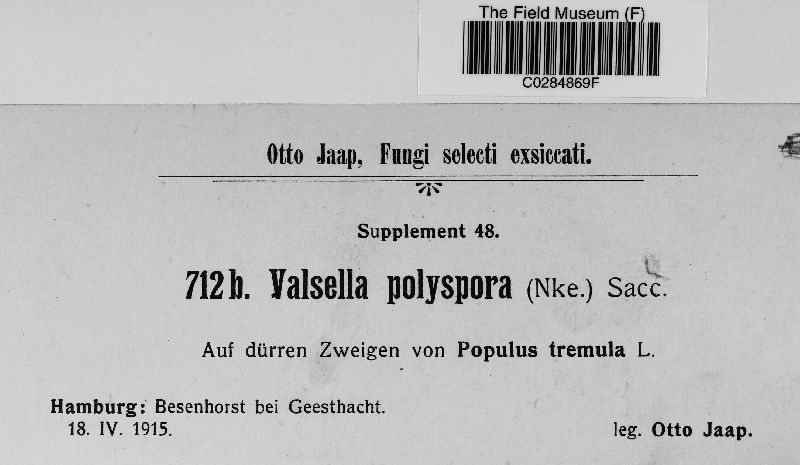 The Field Museum (F)
C0284869F
Otto Jaap, Fungi selecti exsiccati.
Supplement 48.
712b. Valsella polyspora (Nke.) Sacc.
Auf dürren Zweigen von Populus tremula L.
Hamburg: Besenhorst bei Geesthacht.
18. IV. 1915.
leg. Otto Jaap.